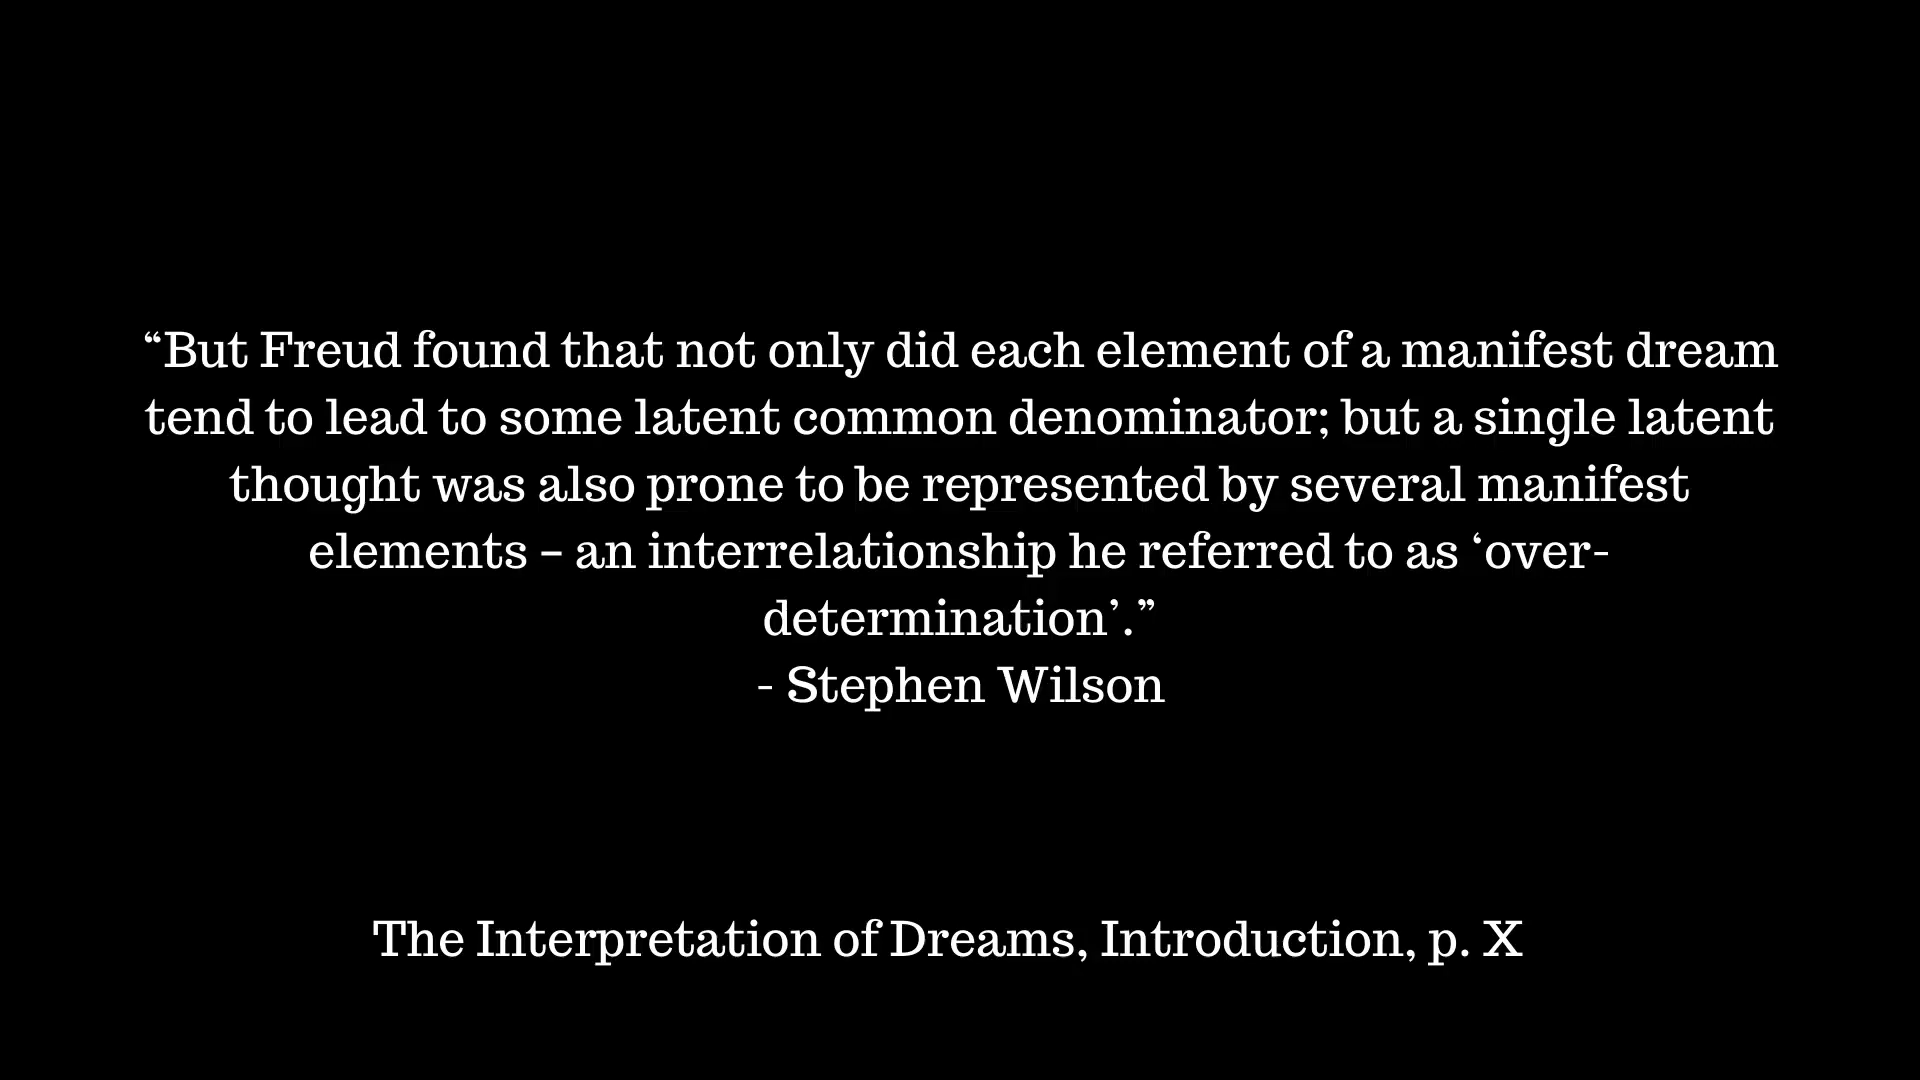 “But Freud found that not only did each element of a manifest dream
tend to lead to some latent common denominator; but a single latent
thought was also prone to be represented by several manifest
elements – an interrelationship he referred to as ‘over-
determination’.”
- Stephen Wilson
The Interpretation of Dreams, Introduction, p. X